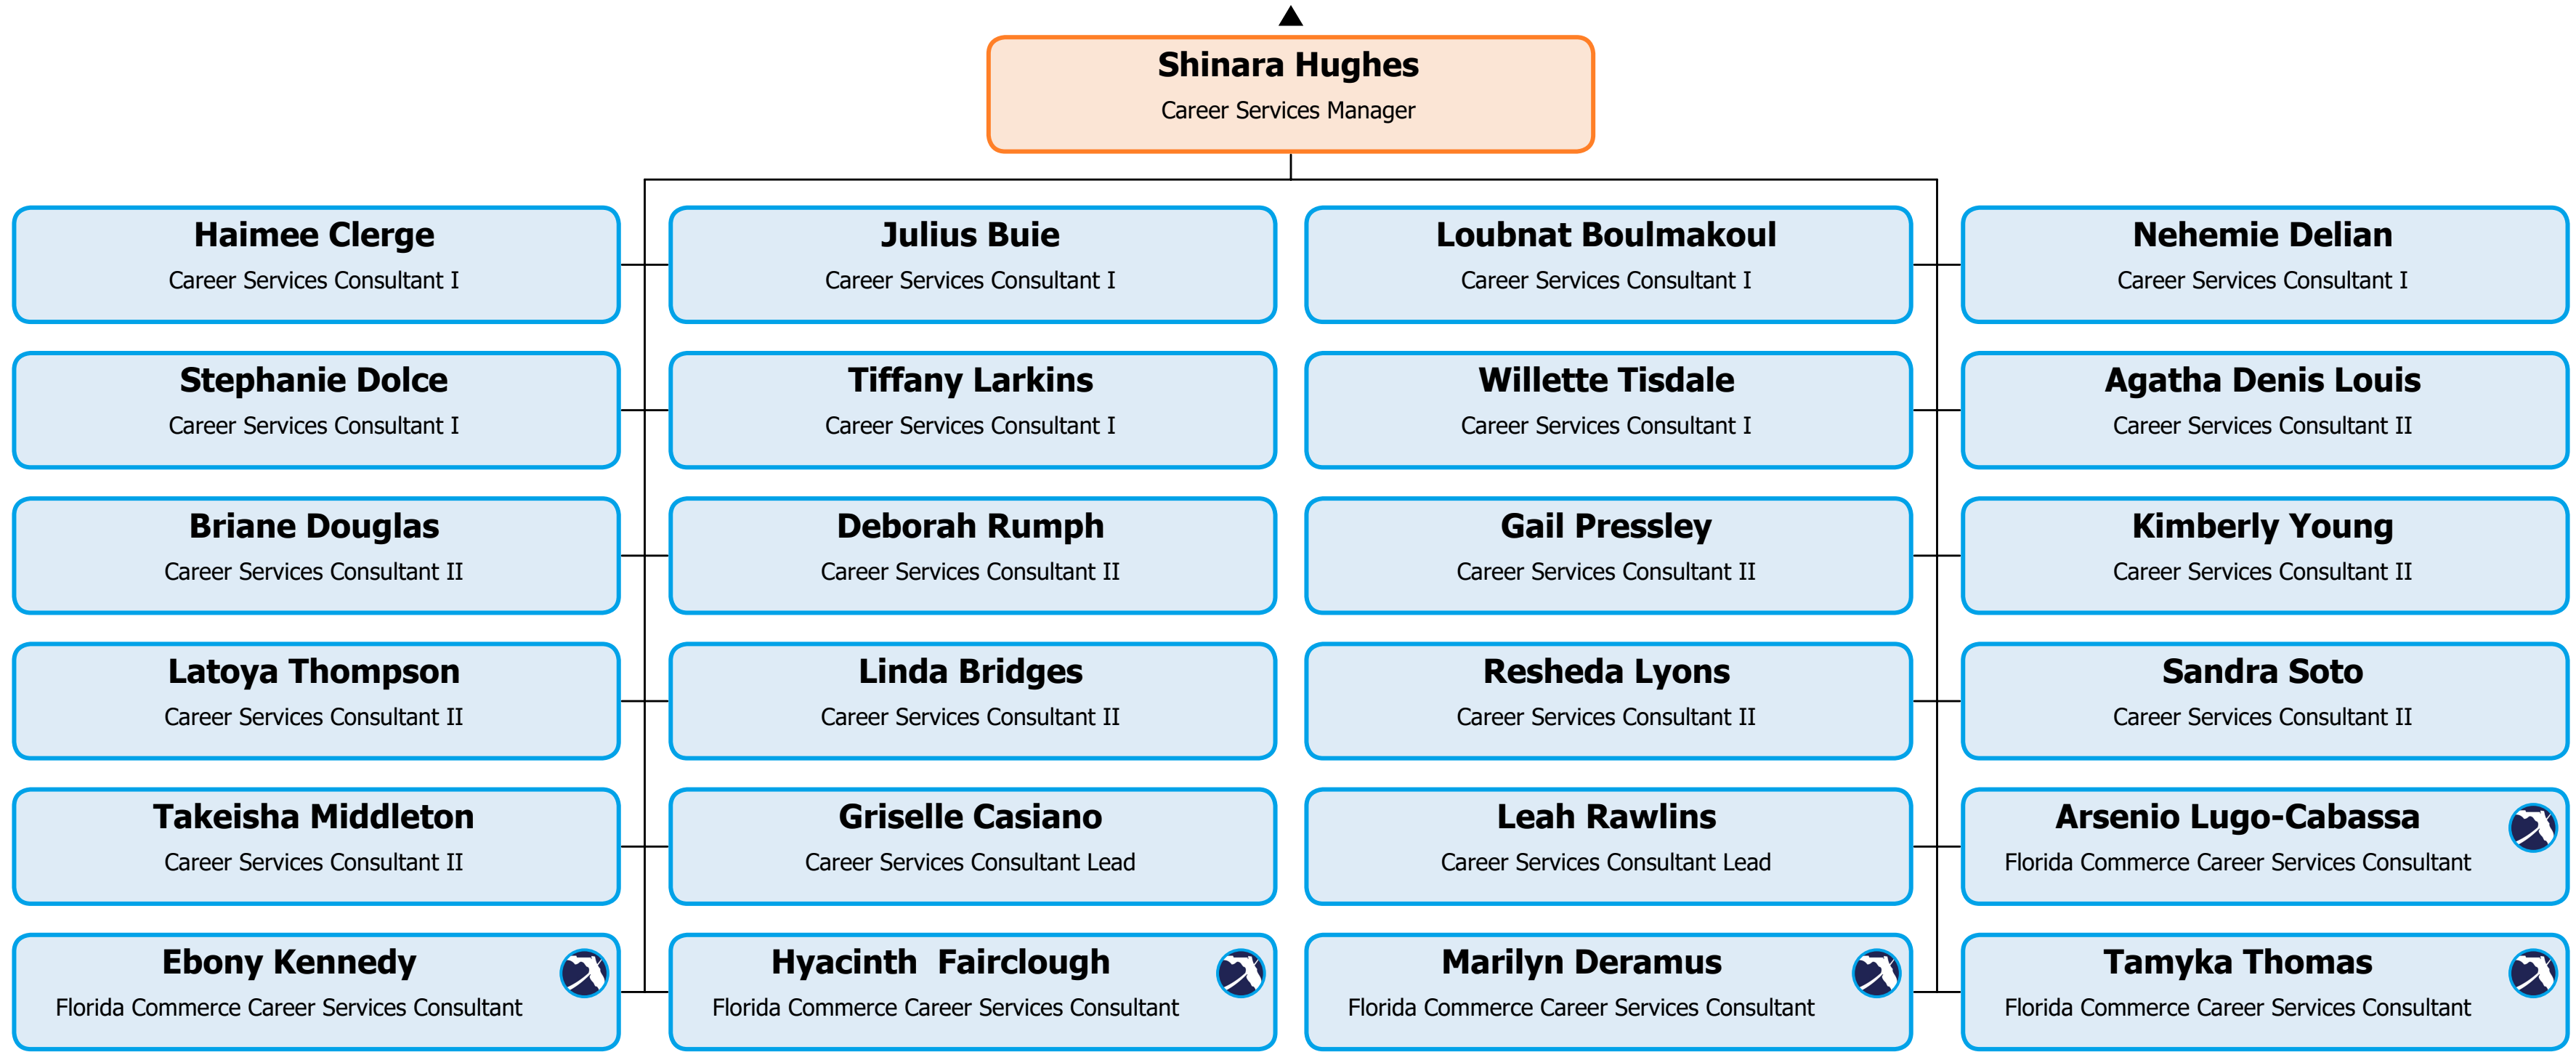 Shinara Hughes
Career Services Manager
Haimee Clerge
Career Services Consultant I
Julius Buie
Career Services Consultant I
Loubnat Boulmakoul
Career Services Consultant I
Nehemie Delian
Career Services Consultant I
Stephanie Dolce
Career Services Consultant I
Tiffany Larkins
Career Services Consultant I
Willette Tisdale
Career Services Consultant I
Agatha Denis Louis
Career Services Consultant II
Briane Douglas
Career Services Consultant II
Deborah Rumph
Career Services Consultant II
Gail Pressley
Career Services Consultant II
Kimberly Young
Career Services Consultant II
Latoya Thompson
Career Services Consultant II
Linda Bridges
Career Services Consultant II
Resheda Lyons
Career Services Consultant II
Sandra Soto
Career Services Consultant II
Takeisha Middleton
Career Services Consultant II
Griselle Casiano
Career Services Consultant Lead
Leah Rawlins
Career Services Consultant Lead
Arsenio Lugo-Cabassa
Florida Commerce Career Services Consultant
Ebony Kennedy
Florida Commerce Career Services Consultant
Hyacinth  Fairclough
Florida Commerce Career Services Consultant
Marilyn Deramus
Florida Commerce Career Services Consultant
Tamyka Thomas
Florida Commerce Career Services Consultant